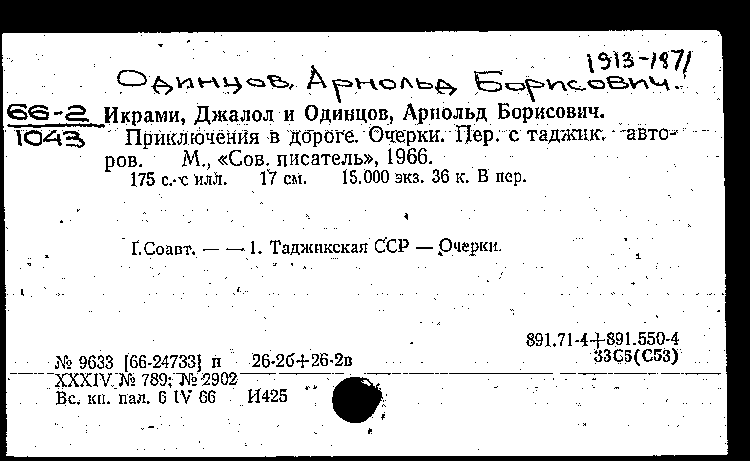 1913-1971
Одинцов, Арнольд Борисович.
66-2 Икрами, Джалол и Одинцов, Арнольд Борисович.
1043 Приключения в дороге. Очерки. Пер. с таджик. авто-
ров. М., «Сов. писатель», 1966.
175 с. с илл. 17 см. 15.000 экз. 36 к. В пер.
I. Соавт. — — 1. Таджикская ССР — Очерки.
891.71-4+891.550-4
№ 9633 [66-24733] п 26-2б+26-2в 33С5(С53)
XXXIV № 789; № 2902
Вс. кн. пал. 6 IV 66 И425